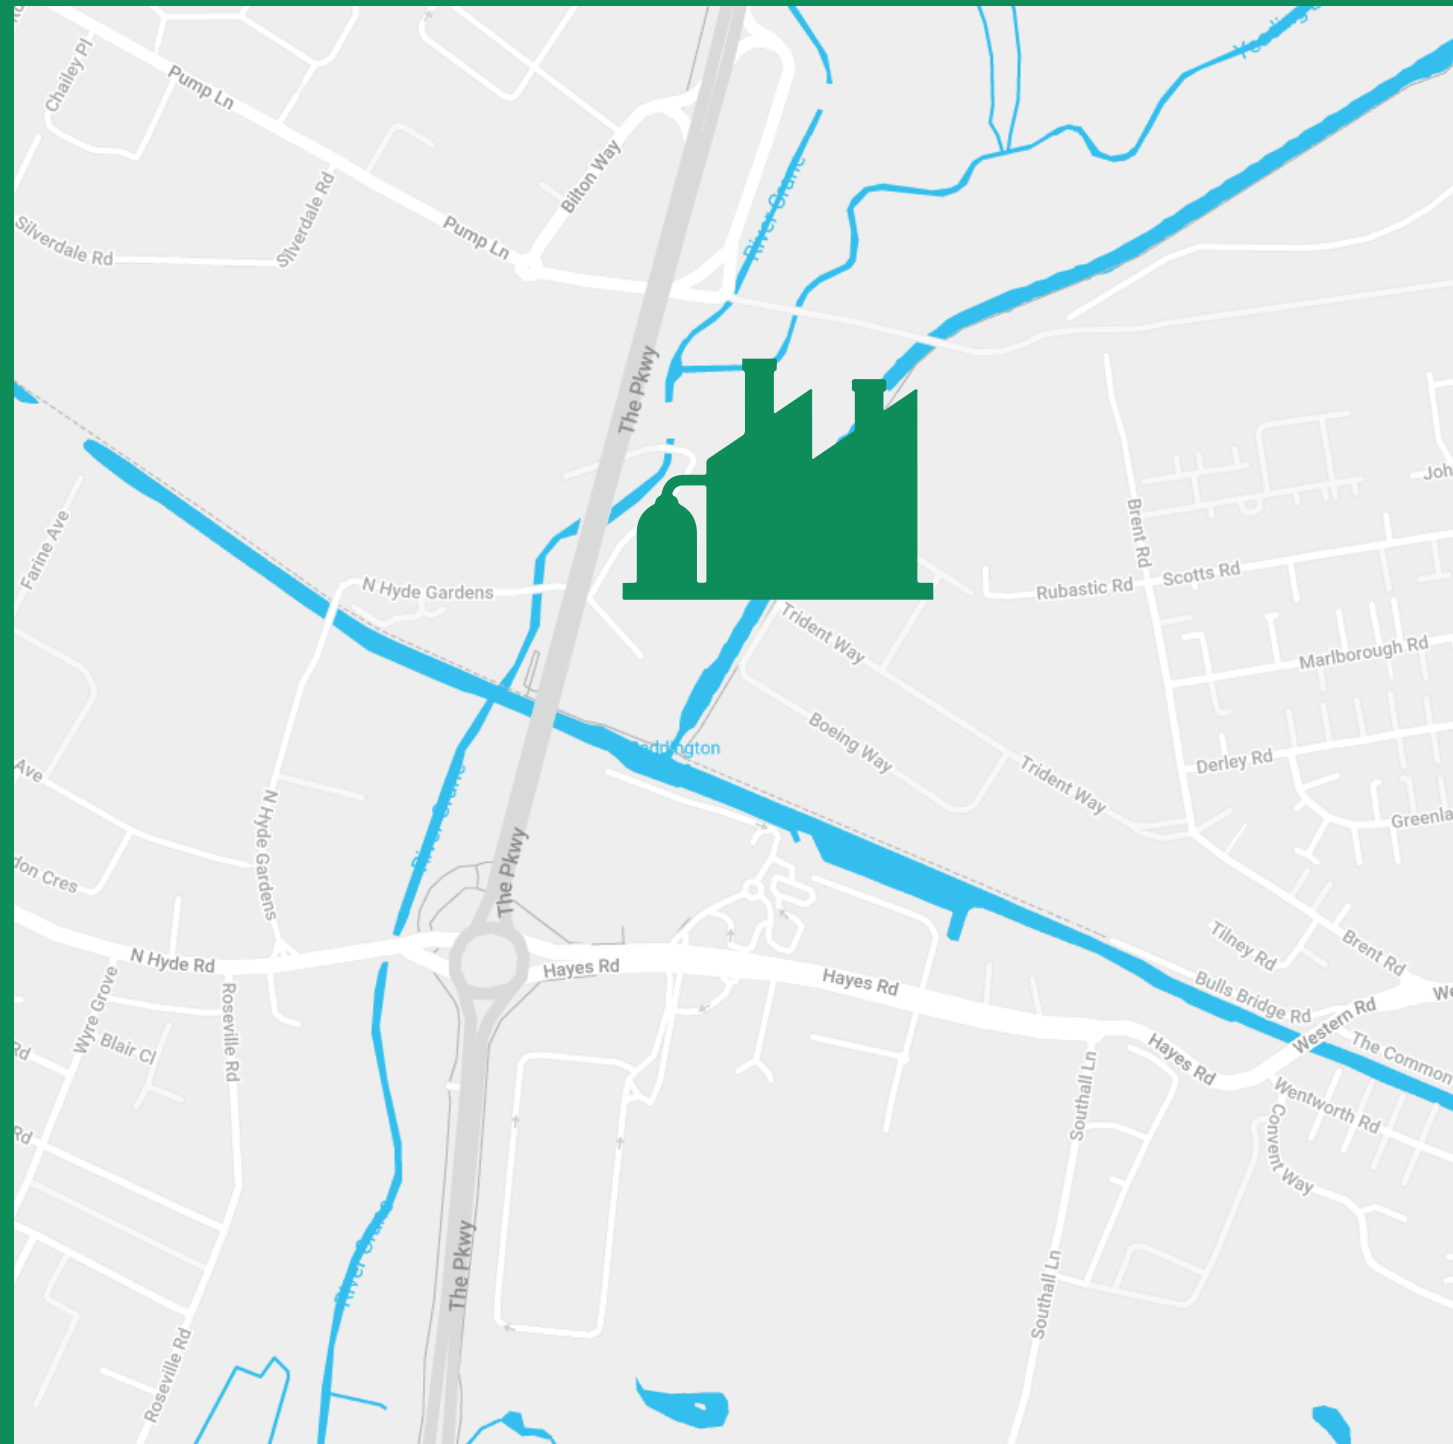 Chailey Pl
Pump Ln
Bilton Way
Silverdale Rd
Silverdale Rd
Pump Ln
River Crane
The Pkwy
Farine Ave
N Hyde Gardens
Brent Rd
Rubastic Rd
Scotts Rd
Trident Way
Marlborough Rd
Boeing Way
Derley Rd
Trident Way
Ave
N Hyde Gardens
River Crane
The Pkwy
N Hyde Rd
Hayes Rd
Hayes Rd
Tilney Rd
Brent Rd
Bulls Bridge Rd
Western Rd
The Common
Wyre Grove
Roseville Rd
Blair Cl
Rd
Hayes Rd
Southall Ln
Wentworth Rd
Convent Way
Rd
River Crane
The Pkwy
Southall Ln
Roseville Rd